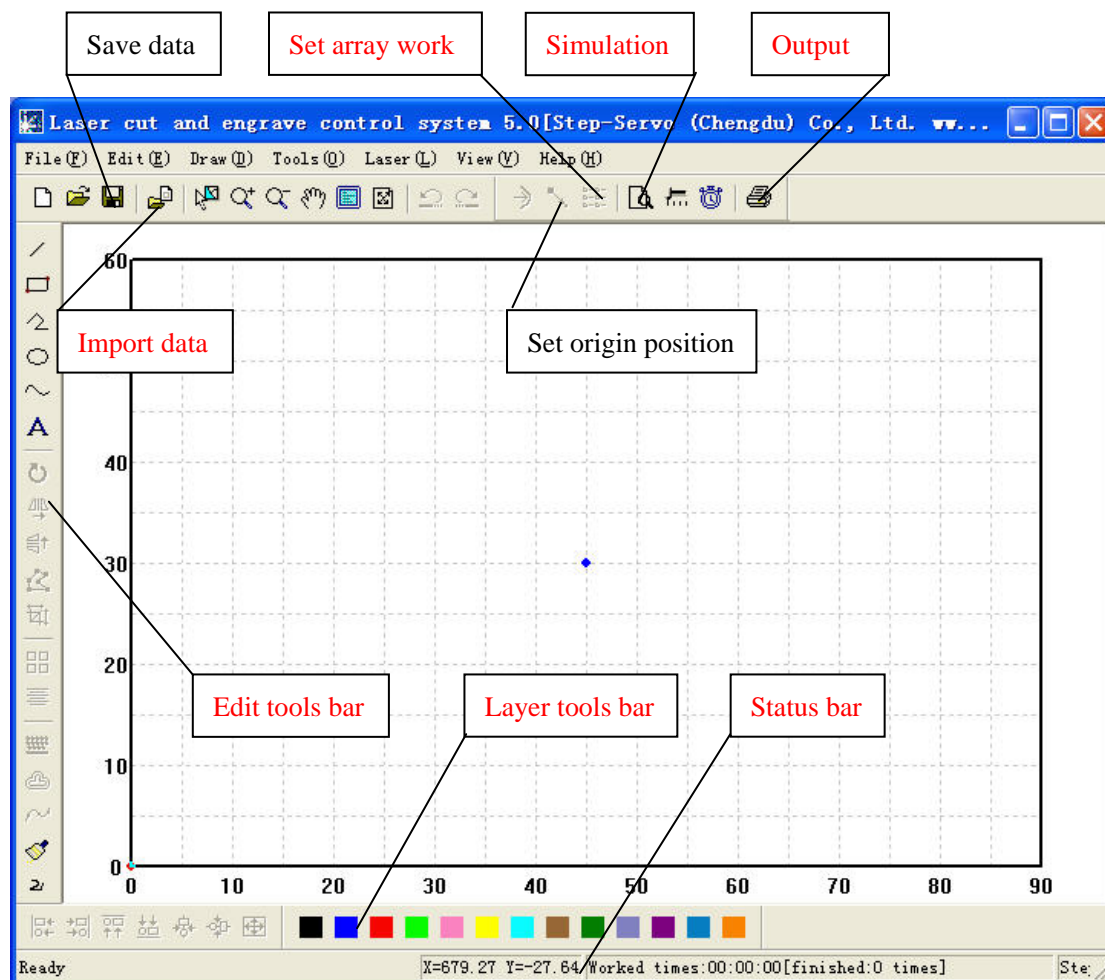 Save data
Set array work
Simulation
Output
Laser cut and engrave control system 5.0[Step-Servo (Chengdu) Co., Ltd. ww...
File(F) Edit(E) Draw(D) Tools(O) Laser(L) View(V) Help(H)
60
Import data
Set origin position
A
40
30
20
Edit tools bar
Layer tools bar
Status bar
10
0
0 10 20 30 40 50 60 70 80 90
Ready X=679.27 Y=-27.64 Worked times:00:00:00[finished:0 times] Ste